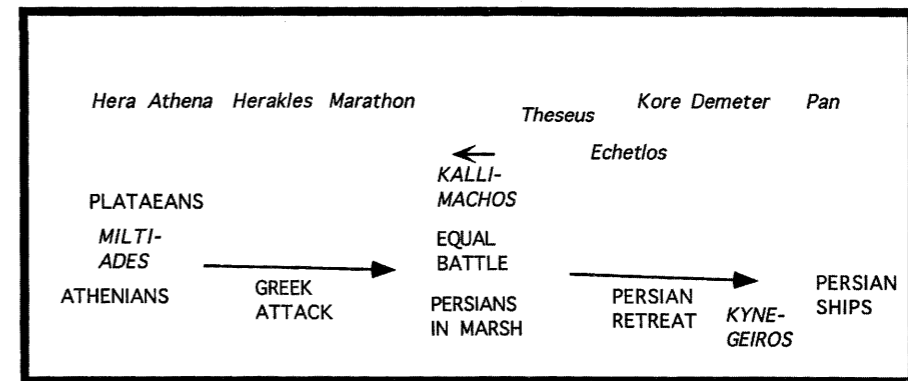 Hera Athena Herakles Marathon
Theseus
Kore Demeter Pan
Echetlos
KALLI-
MACHOS
PLATAEANS
MILTI-
ADES
ATHENIANS
GREEK
ATTACK
EQUAL
BATTLE
PERSIANS
IN MARSH
PERSIAN
RETREAT
KYNE-
GEIROS
PERSIAN
SHIPS